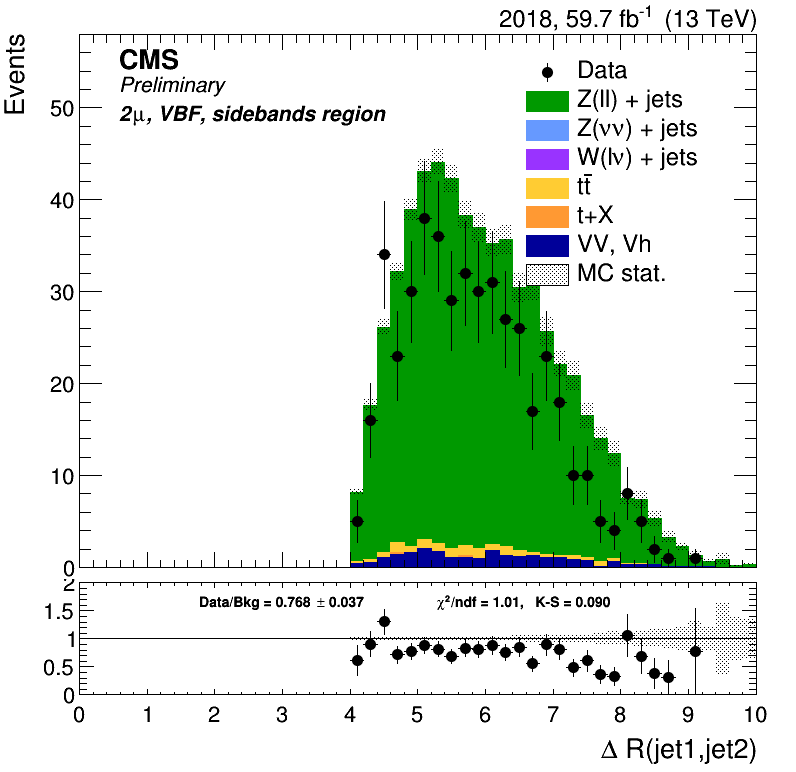 2018, 59.7 fb⁻¹ (13 TeV)
Events
CMS
Preliminary
2μ, VBF, sidebands region
Data
Z(ll) + jets
Z(νν) + jets
W(lν) + jets
tt̄
t+X
VV, Vh
MC stat.
50
40
30
20
10
0
2
1.5
1
0.5
0
Data/Bkg = 0.768 ± 0.037
χ²/ndf = 1.01, K-S = 0.090
0 1 2 3 4 5 6 7 8 9 10
Δ R(jet1,jet2)